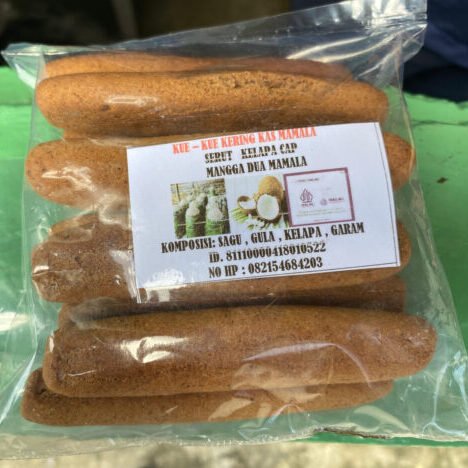 KUE – KUE KERING KAS MAMALA
SERUT KELAPA CAP
MANGGA DUA MAMALA
KOMPOSISI: SAGU , GULA , KELAPA , GARAM
ID. 81110000418010522
NO HP : 082154684203